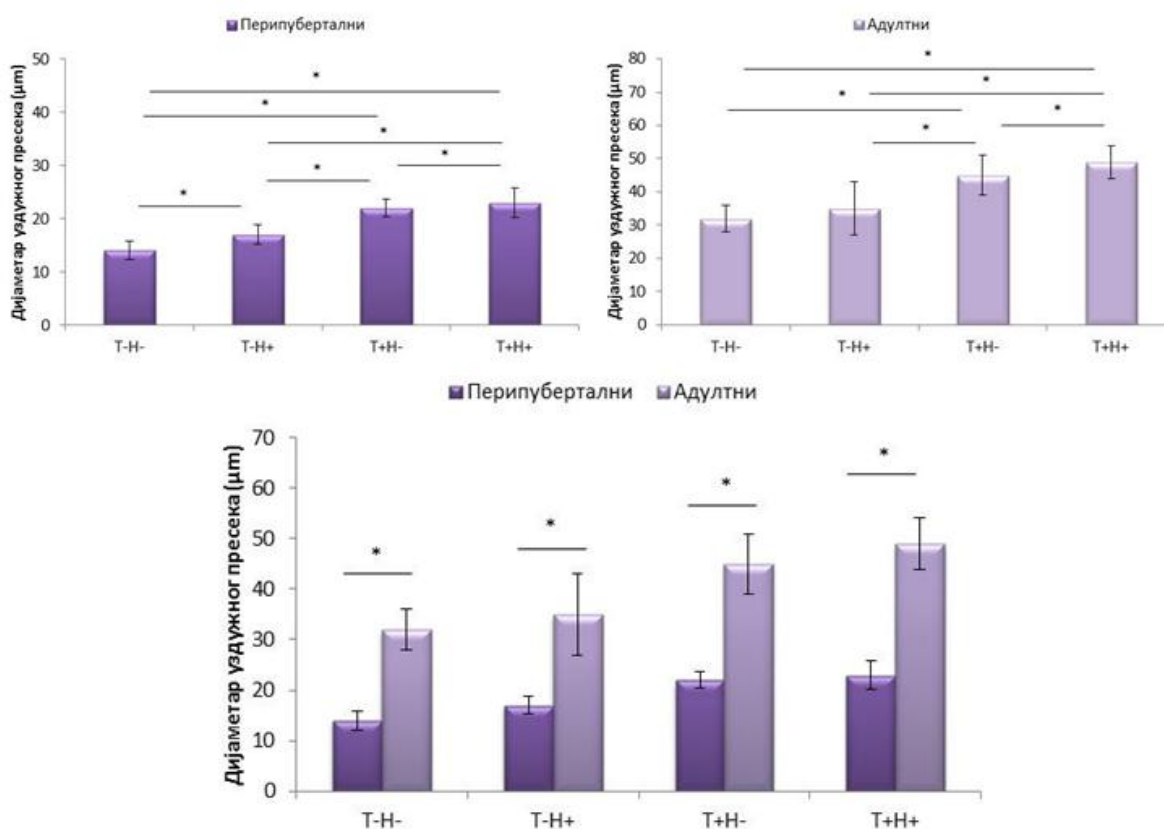 Перипубертални
Дијаметар уздужног пресека (µm)
50
40
30
20
10
0
*
*
*
*
*
*
Т-Н-
Т-Н+
Т+Н-
Т+Н+
Адултни
Дијаметар уздужног пресека (µm)
80
70
60
50
40
30
20
10
0
*
*
*
*
*
Т-Н-
Т-Н+
Т+Н-
Т+Н+
Перипубертални Адултни
Дијаметар уздужног пресека (µm)
70
60
50
40
30
20
10
0
*
*
*
*
Т-Н-
Т-Н+
Т+Н-
Т+Н+